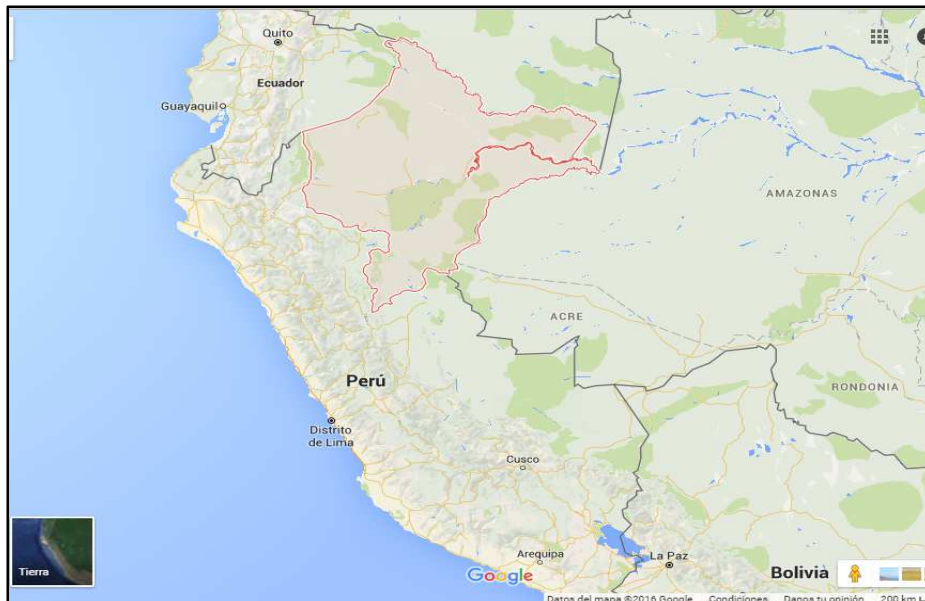 Quito
Ecuador
Guayaquil
AMAZONAS
ACRE
RONDONIA
Perú
Distrito
de Lima
Cusco
Arequipa
La Paz
Bolivia
Tierra
Google
Datos del mapa ©2016 Google Condiciones Danos tu opinión 200 km